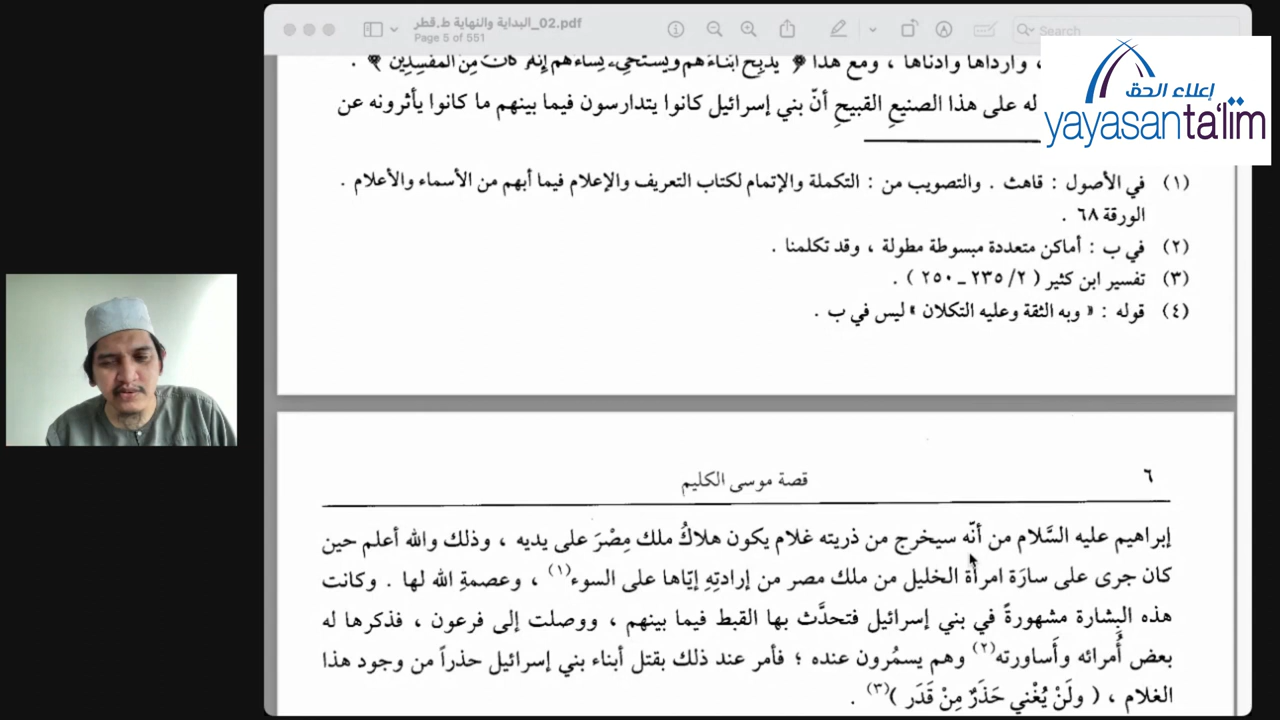 البداية والنهاية ط.قطر_02.pdf
Page 5 of 551
Search
إعلاء الحق
yayasanta'lim
، وأرداها وأدناها ، ومع هذا ﴿ يُذَبِّحُ أَبْنَاءَهُمْ وَيَسْتَحْيِي نِسَاءَهُمْ إِنَّهُ كَانَ مِنَ الْمُفْسِدِينَ ﴾ .
له على هذا الصنيعِ القبيحِ أنّ بني إسرائيل كانوا يتدارسون فيما بينهم ما كانوا يأثرونه عن
(١) في الأصول : قاهث . والتصويب من : التكملة والإتمام لكتاب التعريف والإعلام فيما أبهم من الأسماء والأعلام .
الورقة ٦٨ .
(٢) في ب : أماكن متعددة مبسوطة مطولة ، وقد تكلمنا .
(٣) تفسير ابن كثير ( ٢/ ٢٣٥ ـ ٢٥٠ ) .
(٤) قوله : « وبه الثقة وعليه التكلان » ليس في ب .
٦ قصة موسى الكليم
إبراهيم عليه السَّلام من أنّه سيخرج من ذريته غلام يكون هلاكُ ملك مِصْرَ على يديه ، وذلك والله أعلم حين
كان جرى على سارَة امرأة الخليل من ملك مصر من إرادتِهِ إيّاها على السوء(١) ، وعصمةِ الله لها . وكانت
هذه البِشارة مشهورةً في بني إسرائيل فتحدَّث بها القبط فيما بينهم ، ووصلت إلى فرعون ، فذكرها له
بعض أُمرائه وأَساورته(٢) وهم يسمُرون عنده ؛ فأمر عند ذلك بقتل أبناء بني إسرائيل حذراً من وجود هذا
الغلام ، ( ولَنْ يُغْني حَذَرٌ مِنْ قَدَر )(٣) .